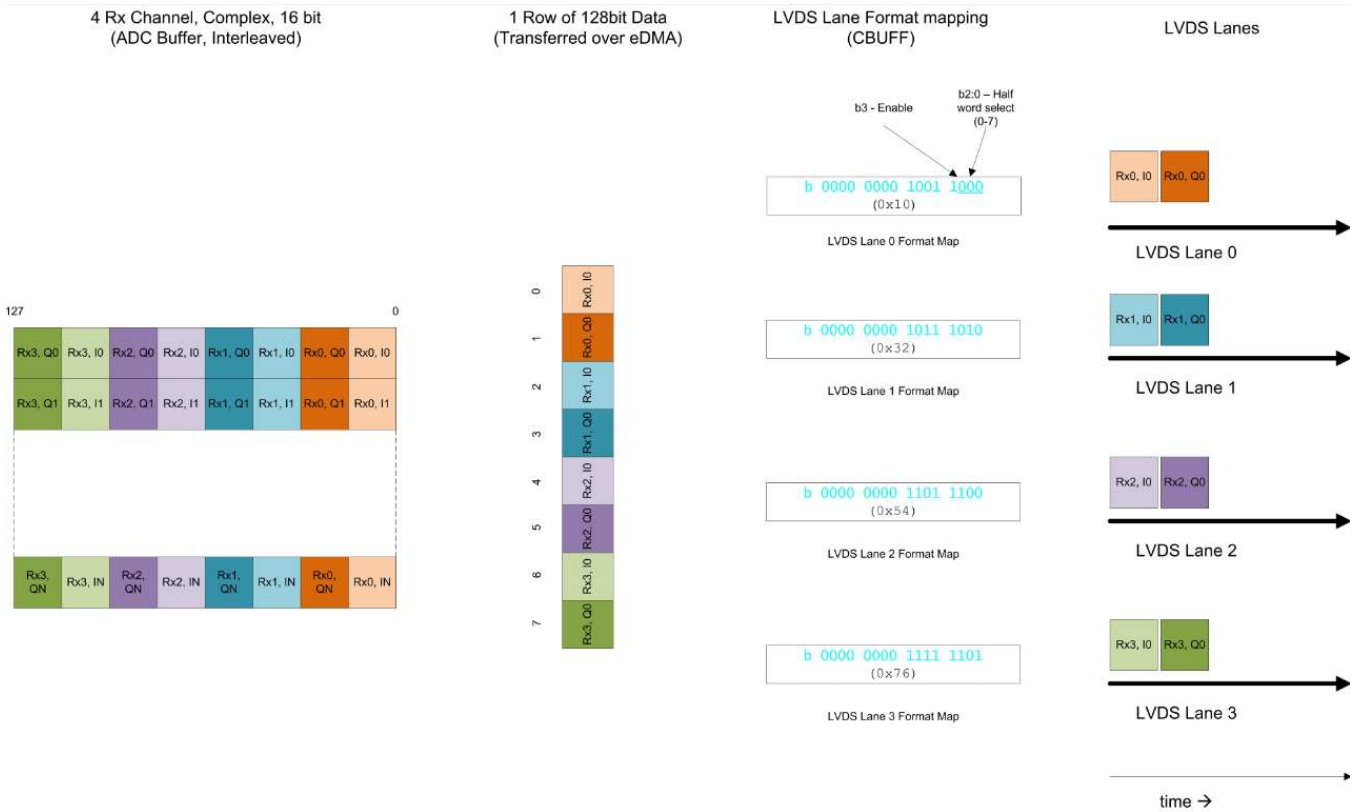 4 Rx Channel, Complex, 16 bit
(ADC Buffer, Interleaved)
1 Row of 128bit Data
(Transferred over eDMA)
LVDS Lane Format mapping
(CBUFF)
LVDS Lanes
127
0
Rx3, Q0
Rx3, I0
Rx2, Q0
Rx2, I0
Rx1, Q0
Rx1, I0
Rx0, Q0
Rx0, I0
Rx3, Q1
Rx3, I1
Rx2, Q1
Rx2, I1
Rx1, Q1
Rx1, I1
Rx0, Q1
Rx0, I1
Rx3,
QN
Rx3, IN
Rx2,
QN
Rx2, IN
Rx1,
QN
Rx1, IN
Rx0,
QN
Rx0, IN
0
Rx0, I0
1
Rx0, Q0
2
Rx1, I0
3
Rx1, Q0
4
Rx2, I0
5
Rx2, Q0
6
Rx3, I0
7
Rx3, Q0
b3 - Enable
b2:0 – Half
word select
(0-7)
b 0000 0000 1001 1000
(0x10)
LVDS Lane 0 Format Map
b 0000 0000 1011 1010
(0x32)
LVDS Lane 1 Format Map
b 0000 0000 1101 1100
(0x54)
LVDS Lane 2 Format Map
b 0000 0000 1111 1101
(0x76)
LVDS Lane 3 Format Map
Rx0, I0
Rx0, Q0
LVDS Lane 0
Rx1, I0
Rx1, Q0
LVDS Lane 1
Rx2, I0
Rx2, Q0
LVDS Lane 2
Rx3, I0
Rx3, Q0
LVDS Lane 3
time →